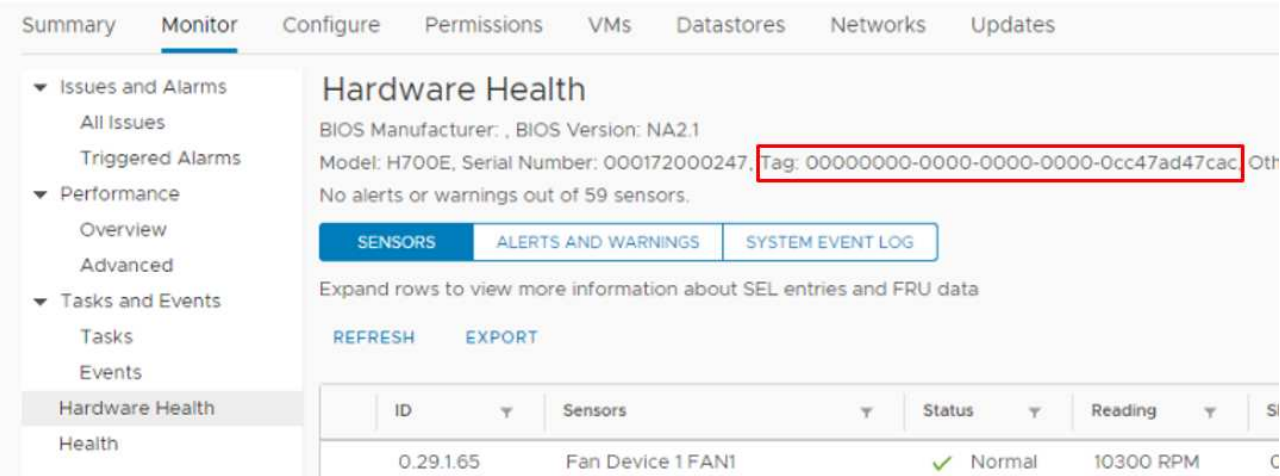 Summary Monitor Configure Permissions VMs Datastores Networks Updates
Issues and Alarms
All Issues
Triggered Alarms
Performance
Overview
Advanced
Tasks and Events
Tasks
Events
Hardware Health
Health
Hardware Health
BIOS Manufacturer: , BIOS Version: NA2.1
Model: H700E, Serial Number: 000172000247, Tag: 00000000-0000-0000-0000-0cc47ad47cac, Oth
No alerts or warnings out of 59 sensors.
SENSORS ALERTS AND WARNINGS SYSTEM EVENT LOG
Expand rows to view more information about SEL entries and FRU data
REFRESH EXPORT
ID Sensors Status Reading
0.29.1.65 Fan Device 1 FAN1 Normal 10300 RPM